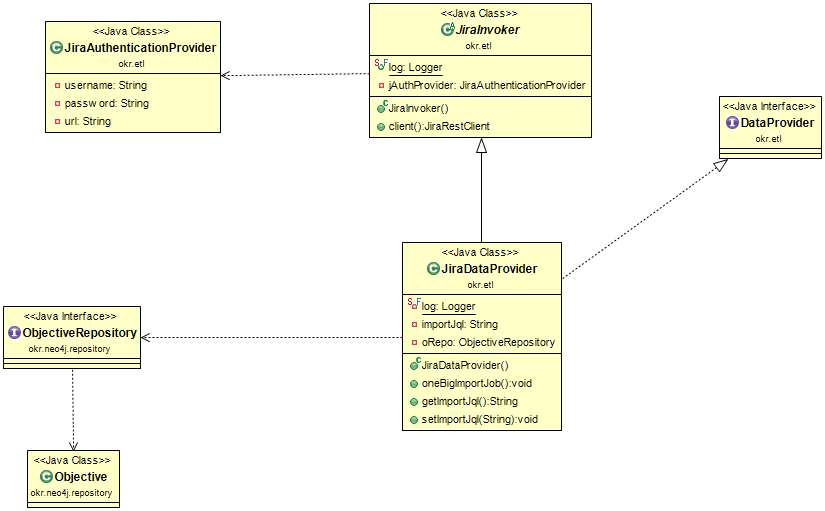 <<Java Class>>
JiraAuthenticationProvider
okr.etl
username: String
password: String
url: String
<<Java Class>>
JiraInvoker
okr.etl
log: Logger
jAuthProvider: JiraAuthenticationProvider
JiraInvoker()
client():JiraRestClient
<<Java Interface>>
DataProvider
okr.etl
<<Java Class>>
JiraDataProvider
okr.etl
log: Logger
importJql: String
oRepo: ObjectiveRepository
JiraDataProvider()
oneBigImportJob():void
getImportJql():String
setImportJql(String):void
<<Java Interface>>
ObjectiveRepository
okr.neo4j.repository
<<Java Class>>
Objective
okr.neo4j.repository